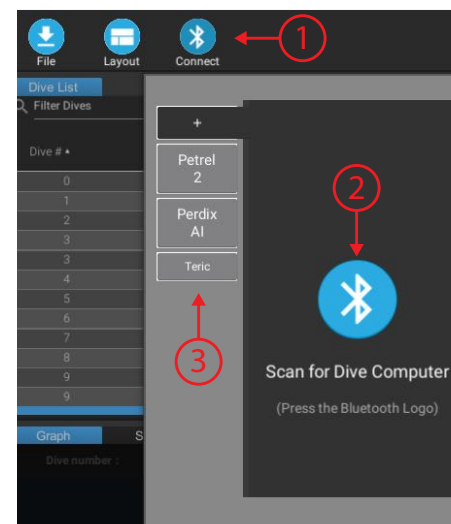 File Layout Connect
1
Dive List
Filter Dives
+
Dive #
Petrel
2
0
1
2
3
3
4
5
6
7
8
9
9
Perdix
AI
Teric
2
3
Scan for Dive Computer
(Press the Bluetooth Logo)
Graph S
Dive number :